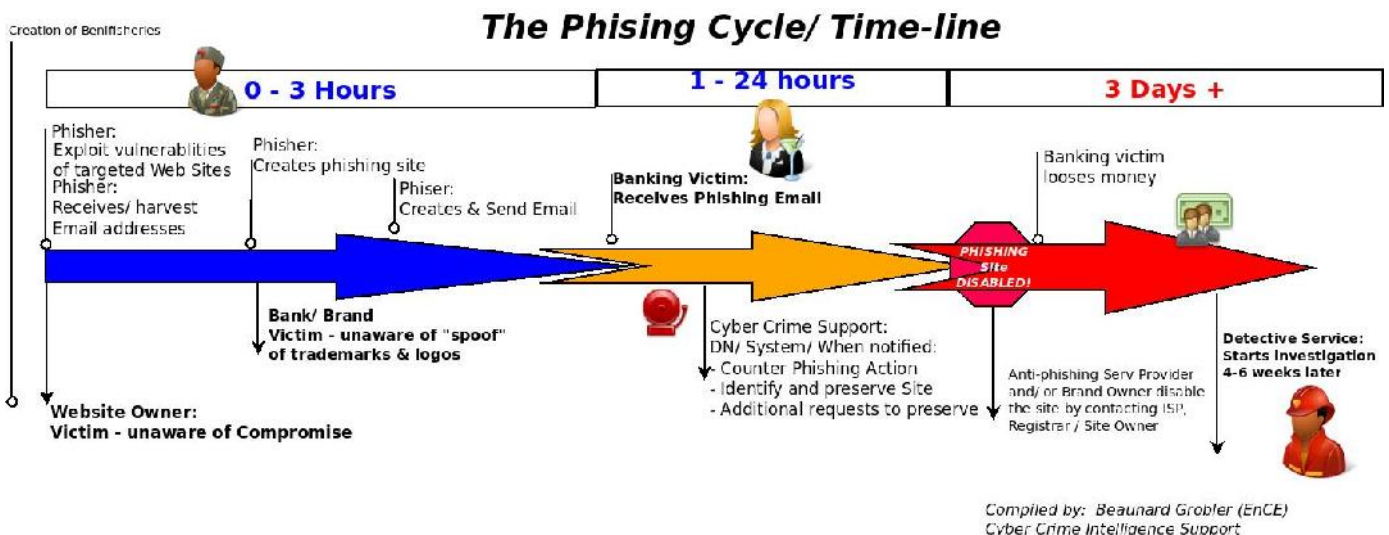 The Phising Cycle/ Time-line
Creation of Benifisheries
0 - 3 Hours
1 - 24 hours
3 Days +
Phisher:
Exploit vulnerablities
of targeted Web Sites
Phisher:
Receives/ harvest
Email addresses
Phisher:
Creates phishing site
Phiser:
Creates & Send Email
Banking Victim:
Receives Phishing Email
Banking victim
looses money
PHISHING
Site
DISABLED!
Bank/ Brand
Victim - unaware of "spoof"
of trademarks & logos
Website Owner:
Victim - unaware of Compromise
Cyber Crime Support:
DN/ System/ When notified:
- Counter Phishing Action
- Identify and preserve Site
- Additional requests to preserve
Anti-phishing Serv Provider
and/ or Brand Owner disable
the site by contacting ISP,
Registrar / Site Owner
Detective Service:
Starts investigation
4-6 weeks later
Compiled by: Beaunard Grobler (EnCE)
Cyber Crime Intelligence Support